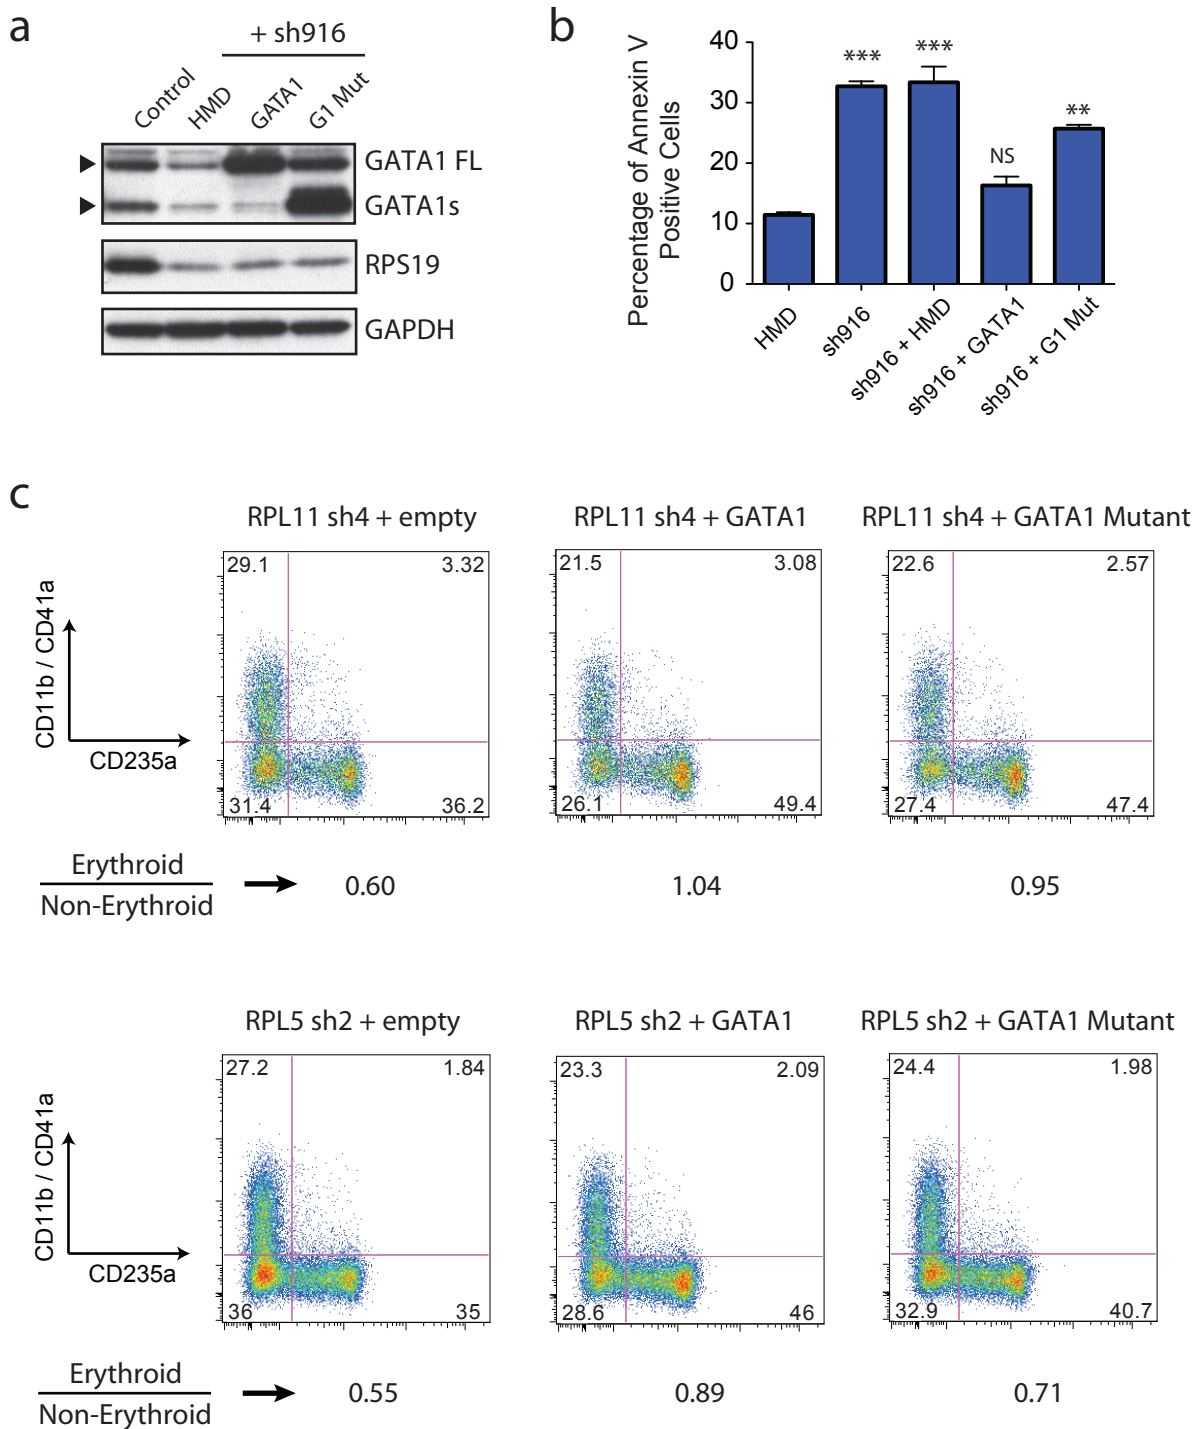 a
+ sh916
Control HMD GATA1 G1 Mut
GATA1 FL
GATA1s
RPS19
GAPDH
b
Percentage of Annexin V
Positive Cells
40
30
20
10
0
*** *** NS **
HMD sh916 sh916 + HMD sh916 + GATA1 sh916 + G1 Mut
c
RPL11 sh4 + empty RPL11 sh4 + GATA1 RPL11 sh4 + GATA1 Mutant
CD11b / CD41a
CD235a
29.1 3.32 21.5 3.08 22.6 2.57
31.4 36.2 26.1 49.4 27.4 47.4
Erythroid
Non-Erythroid
0.60 1.04 0.95
RPL5 sh2 + empty RPL5 sh2 + GATA1 RPL5 sh2 + GATA1 Mutant
CD11b / CD41a
CD235a
27.2 1.84 23.3 2.09 24.4 1.98
36 35 28.6 46 32.9 40.7
Erythroid
Non-Erythroid
0.55 0.89 0.71